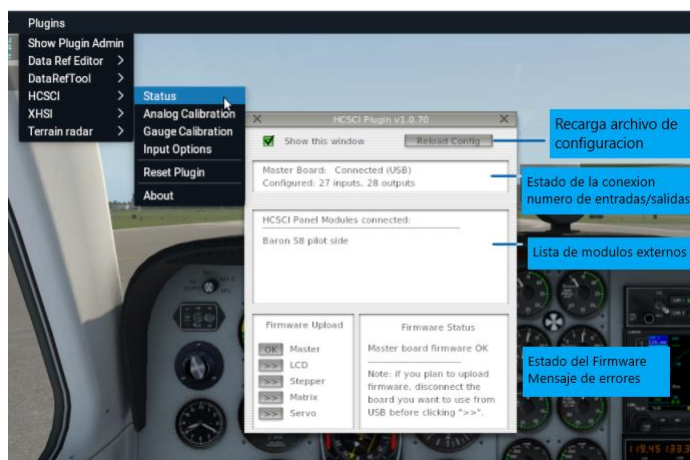 Plugins
Show Plugin Admin
Data Ref Editor >
DataRefTool >
HCSCI >
XHSI >
Terrain radar >
Status
Analog Calibration
Gauge Calibration
Input Options
Reset Plugin
About
HCSCI Plugin v1.0.70
Show this window
Reload Config
Master Board: Connected (USB)
Configured: 27 inputs, 28 outputs
HCSCI Panel Modules connected:
Baron 58 pilot side
Firmware Upload
OK Master
>> LCD
>> Stepper
>> Matrix
>> Servo
Firmware Status
Master board firmware OK
Note: if you plan to upload
firmware, disconnect the
board you want to use from
USB before clicking ">>".
Recarga archivo de
configuracion
Estado de la conexion
numero de entradas/salidas
Lista de modulos externos
Estado del Firmware
Mensaje de errores